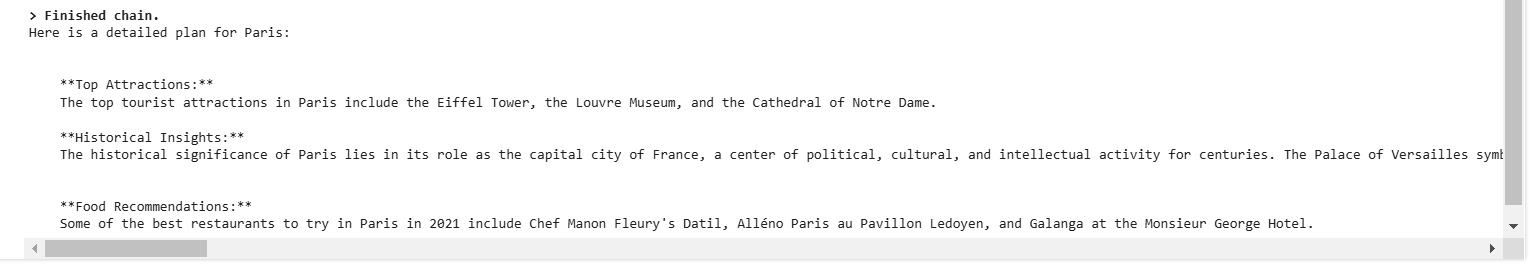 > Finished chain.
Here is a detailed plan for Paris:
**Top Attractions:**
The top tourist attractions in Paris include the Eiffel Tower, the Louvre Museum, and the Cathedral of Notre Dame.
**Historical Insights:**
The historical significance of Paris lies in its role as the capital city of France, a center of political, cultural, and intellectual activity for centuries. The Palace of Versailles
**Food Recommendations:**
Some of the best restaurants to try in Paris in 2021 include Chef Manon Fleury's Datil, Alléno Paris au Pavillon Ledoyen, and Galanga at the Monsieur George Hotel.